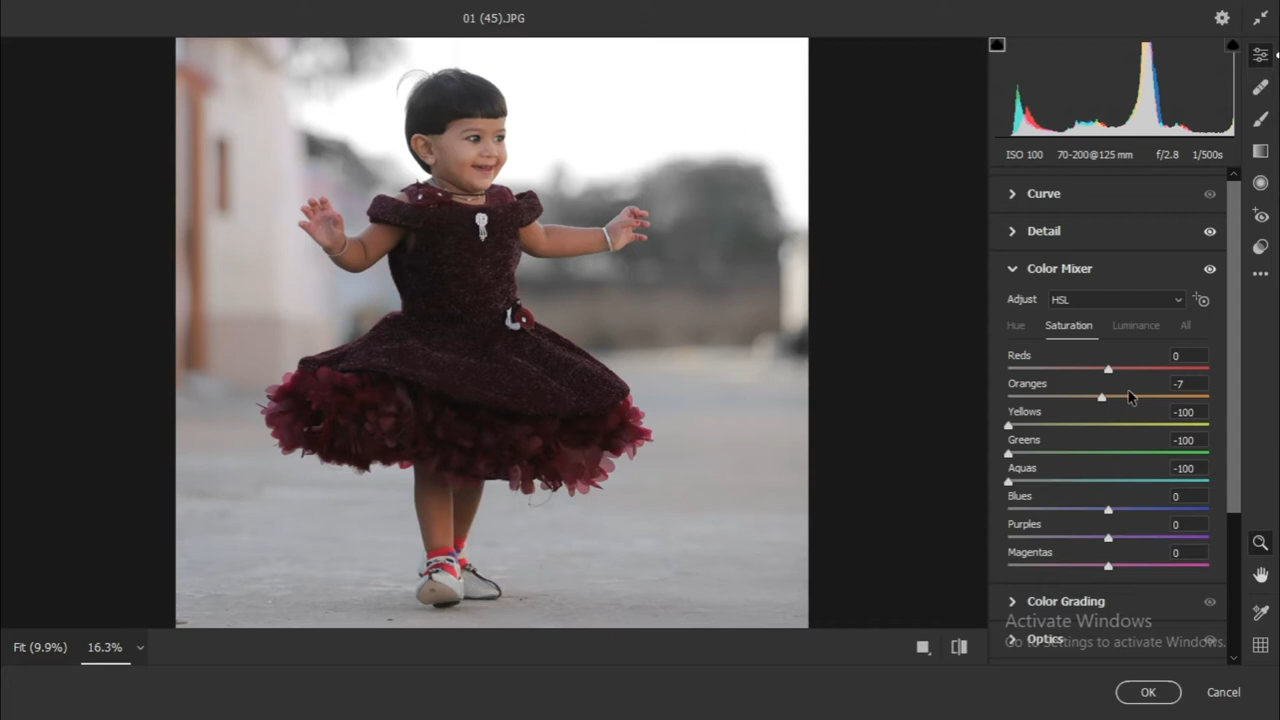 01 (45).JPG
ISO 100 70-200@125 mm f/2.8 1/500s
Curve
Detail
Color Mixer
Adjust HSL
Hue Saturation Luminance All
Reds 0
Oranges -7
Yellows -100
Greens -100
Aquas -100
Blues 0
Purples 0
Magentas 0
Color Grading
Activate Windows
Optics
Go to Settings to activate Windows.
Fit (9.9%) 16.3%
OK Cancel